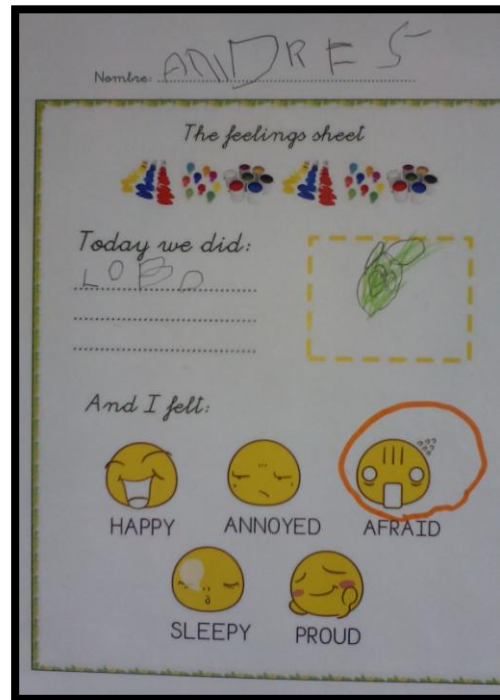 Nombre: ANDRES
The feelings sheet
Today we did:
LOBO
And I felt:
HAPPY ANNOYED AFRAID
SLEEPY PROUD